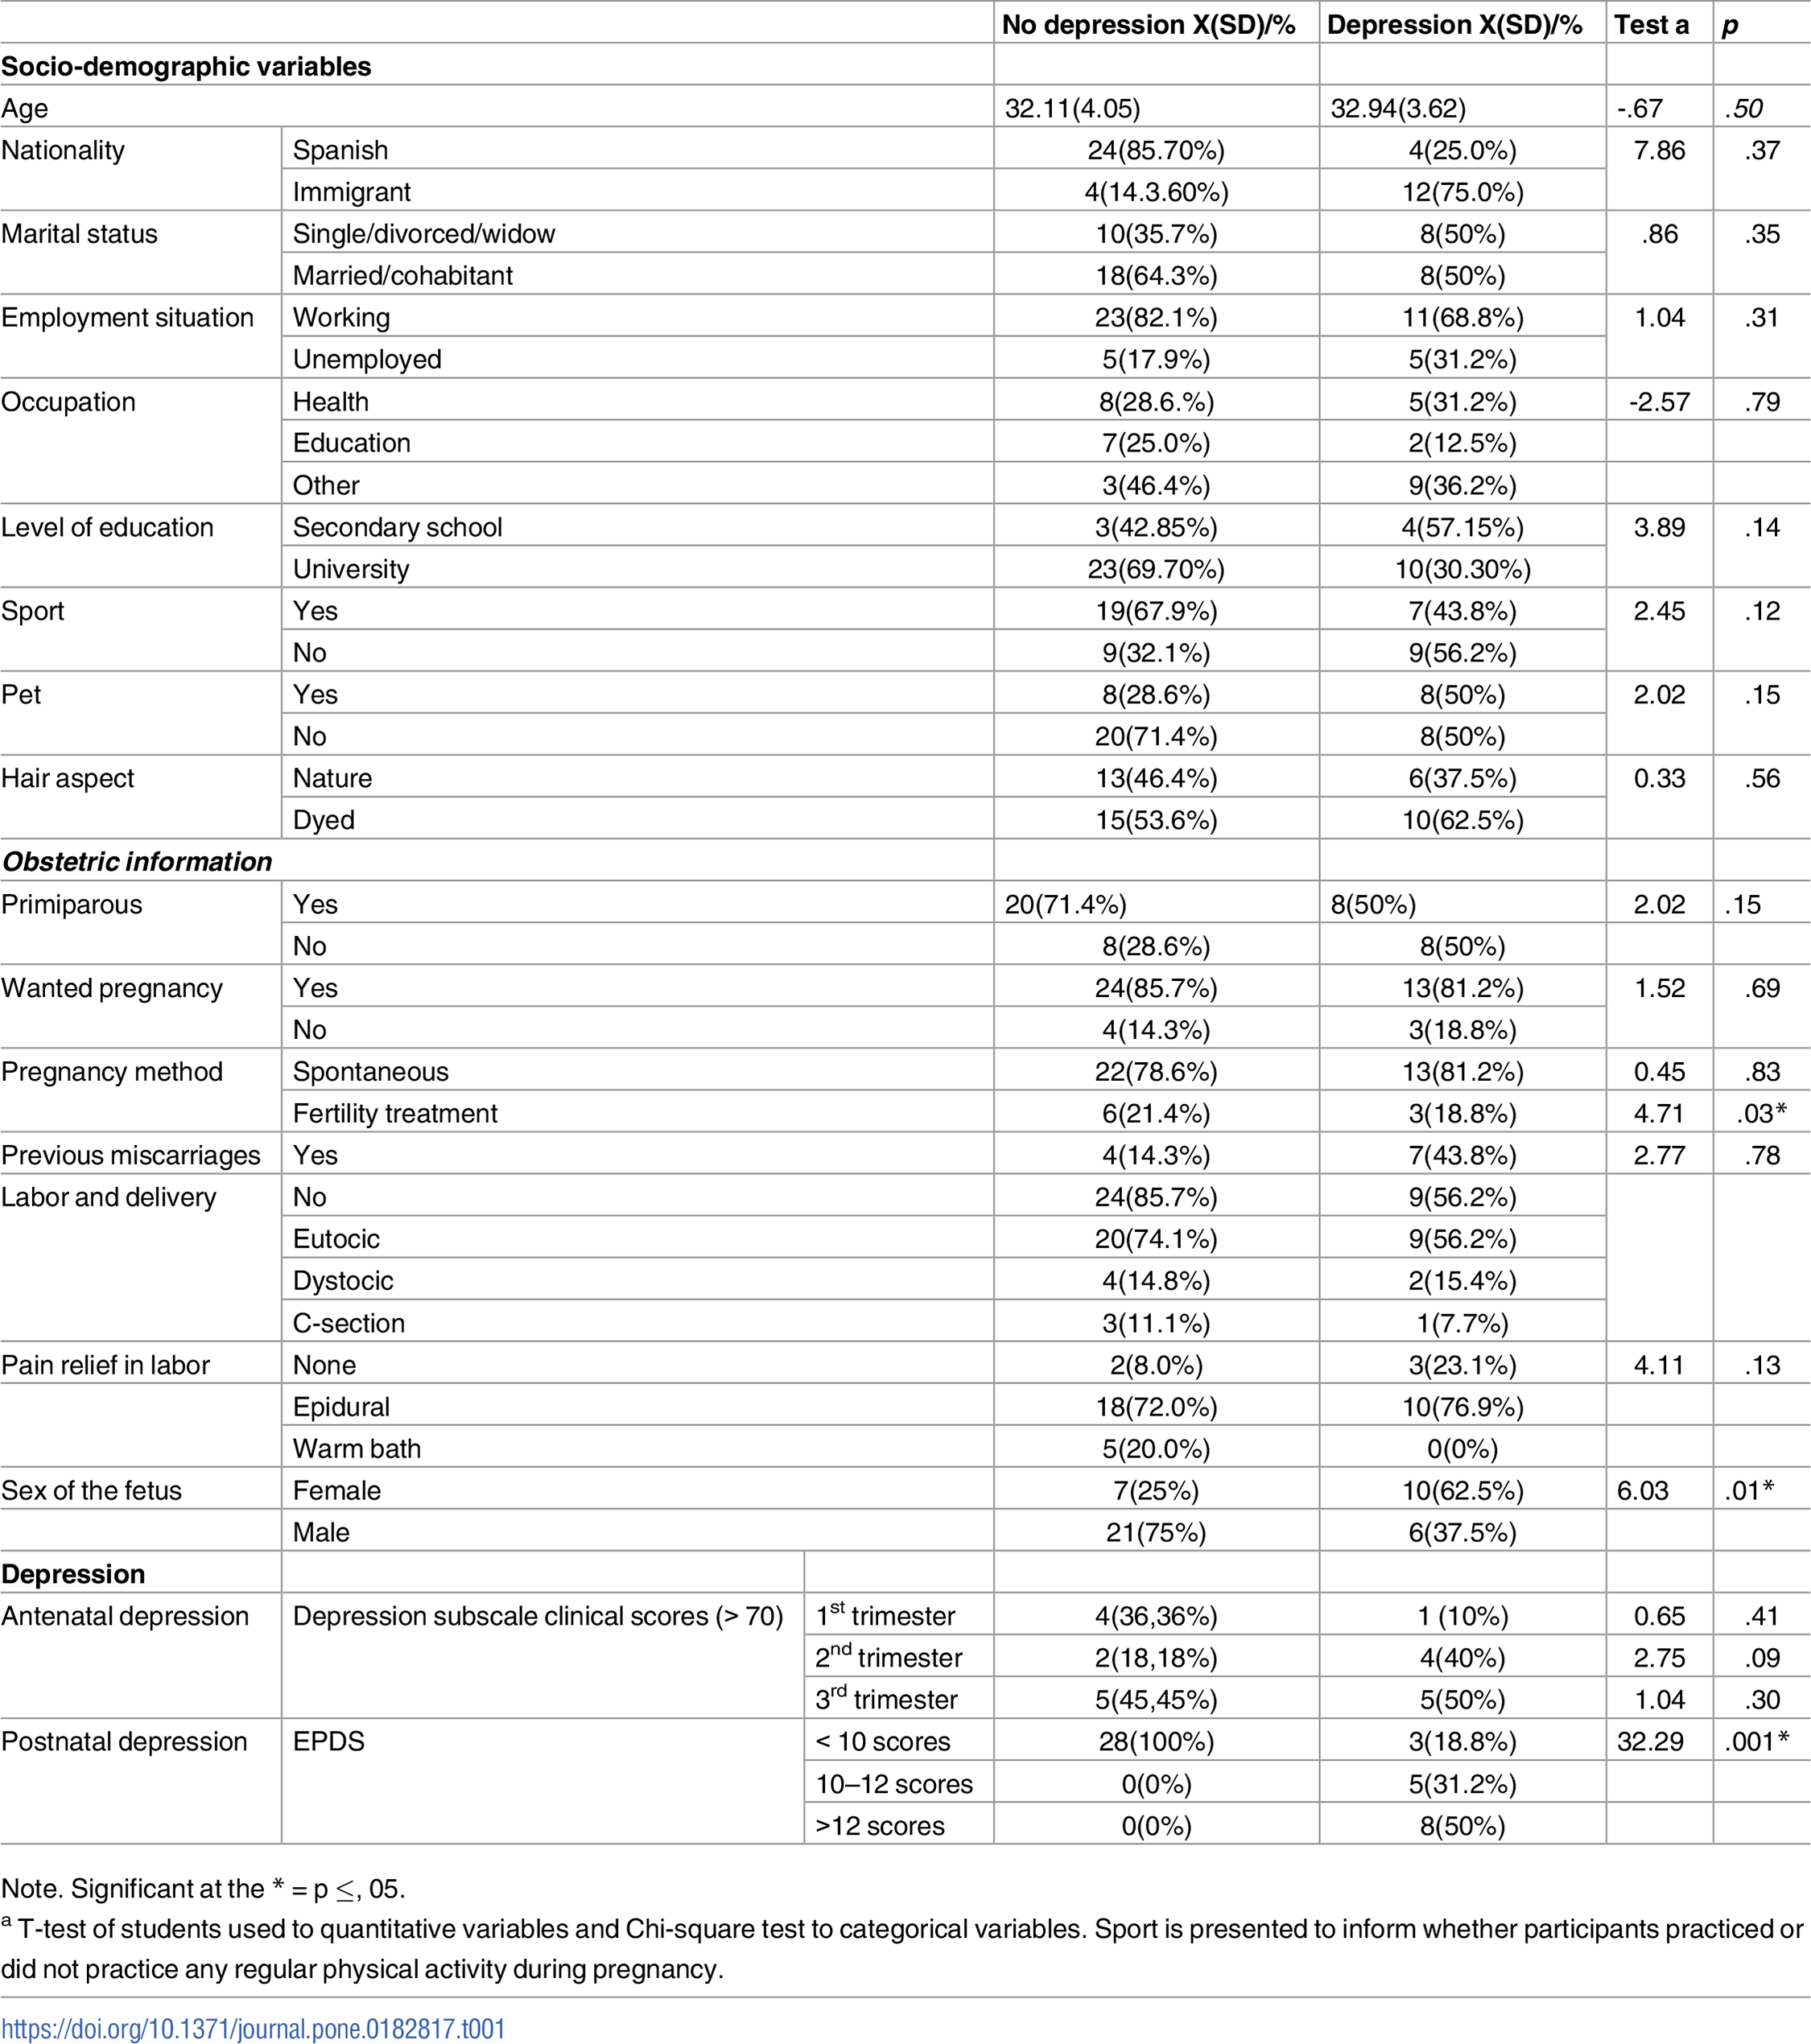 No depression X(SD)/% Depression X(SD)/% Test a p
Socio-demographic variables
Age 32.11(4.05) 32.94(3.62) -.67 .50
Nationality Spanish 24(85.70%) 4(25.0%) 7.86 .37
Immigrant 4(14.3.60%) 12(75.0%)
Marital status Single/divorced/widow 10(35.7%) 8(50%) .86 .35
Married/cohabitant 18(64.3%) 8(50%)
Employment situation Working 23(82.1%) 11(68.8%) 1.04 .31
Unemployed 5(17.9%) 5(31.2%)
Occupation Health 8(28.6.%) 5(31.2%) -2.57 .79
Education 7(25.0%) 2(12.5%)
Other 3(46.4%) 9(36.2%)
Level of education Secondary school 3(42.85%) 4(57.15%) 3.89 .14
University 23(69.70%) 10(30.30%)
Sport Yes 19(67.9%) 7(43.8%) 2.45 .12
No 9(32.1%) 9(56.2%)
Pet Yes 8(28.6%) 8(50%) 2.02 .15
No 20(71.4%) 8(50%)
Hair aspect Nature 13(46.4%) 6(37.5%) 0.33 .56
Dyed 15(53.6%) 10(62.5%)
Obstetric information
Primiparous Yes 20(71.4%) 8(50%) 2.02 .15
No 8(28.6%) 8(50%)
Wanted pregnancy Yes 24(85.7%) 13(81.2%) 1.52 .69
No 4(14.3%) 3(18.8%)
Pregnancy method Spontaneous 22(78.6%) 13(81.2%) 0.45 .83
Fertility treatment 6(21.4%) 3(18.8%) 4.71 .03*
Previous miscarriages Yes 4(14.3%) 7(43.8%) 2.77 .78
Labor and delivery No 24(85.7%) 9(56.2%)
Eutocic 20(74.1%) 9(56.2%)
Dystocic 4(14.8%) 2(15.4%)
C-section 3(11.1%) 1(7.7%)
Pain relief in labor None 2(8.0%) 3(23.1%) 4.11 .13
Epidural 18(72.0%) 10(76.9%)
Warm bath 5(20.0%) 0(0%)
Sex of the fetus Female 7(25%) 10(62.5%) 6.03 .01*
Male 21(75%) 6(37.5%)
Depression
Antenatal depression Depression subscale clinical scores (> 70) 1st trimester 4(36,36%) 1 (10%) 0.65 .41
2nd trimester 2(18,18%) 4(40%) 2.75 .09
3rd trimester 5(45,45%) 5(50%) 1.04 .30
Postnatal depression EPDS < 10 scores 28(100%) 3(18.8%) 32.29 .001*
10–12 scores 0(0%) 5(31.2%)
>12 scores 0(0%) 8(50%)
Note. Significant at the * = p ≤, 05.
a T-test of students used to quantitative variables and Chi-square test to categorical variables. Sport is presented to inform whether participants practiced or
did not practice any regular physical activity during pregnancy.
https://doi.org/10.1371/journal.pone.0182817.t001